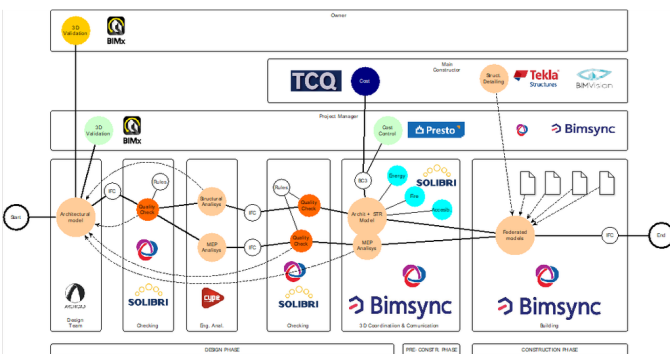 Owner
3D
Validation
BIMx
Main
Constructor
TCQ
Cost
Struct
Detailing
Tekla
Structures
BIMVision
Project Manager
3D
Validation
BIMx
Cost
Control
Presto
Bimsync
Start
Architectural
model
IFC
Rules
Quality
Check
Structural
Analisys
MEP
Analisys
IFC
IFC
Rules
Quality
Check
Quality
Check
BC3
Energy
Fire
Accesib.
SOLIBRI
Archit + STR
Model
MEP
Analisys
Federated
models
IFC
End
Design
Team
SOLIBRI
Checking
cype
Eng. Anal.
SOLIBRI
Checking
Bimsync
3D Coordination & Comunication
Bimsync
Building
DESIGN PHASE
PRE- CONSTR. PHASE
CONSTRUCTION PHASE